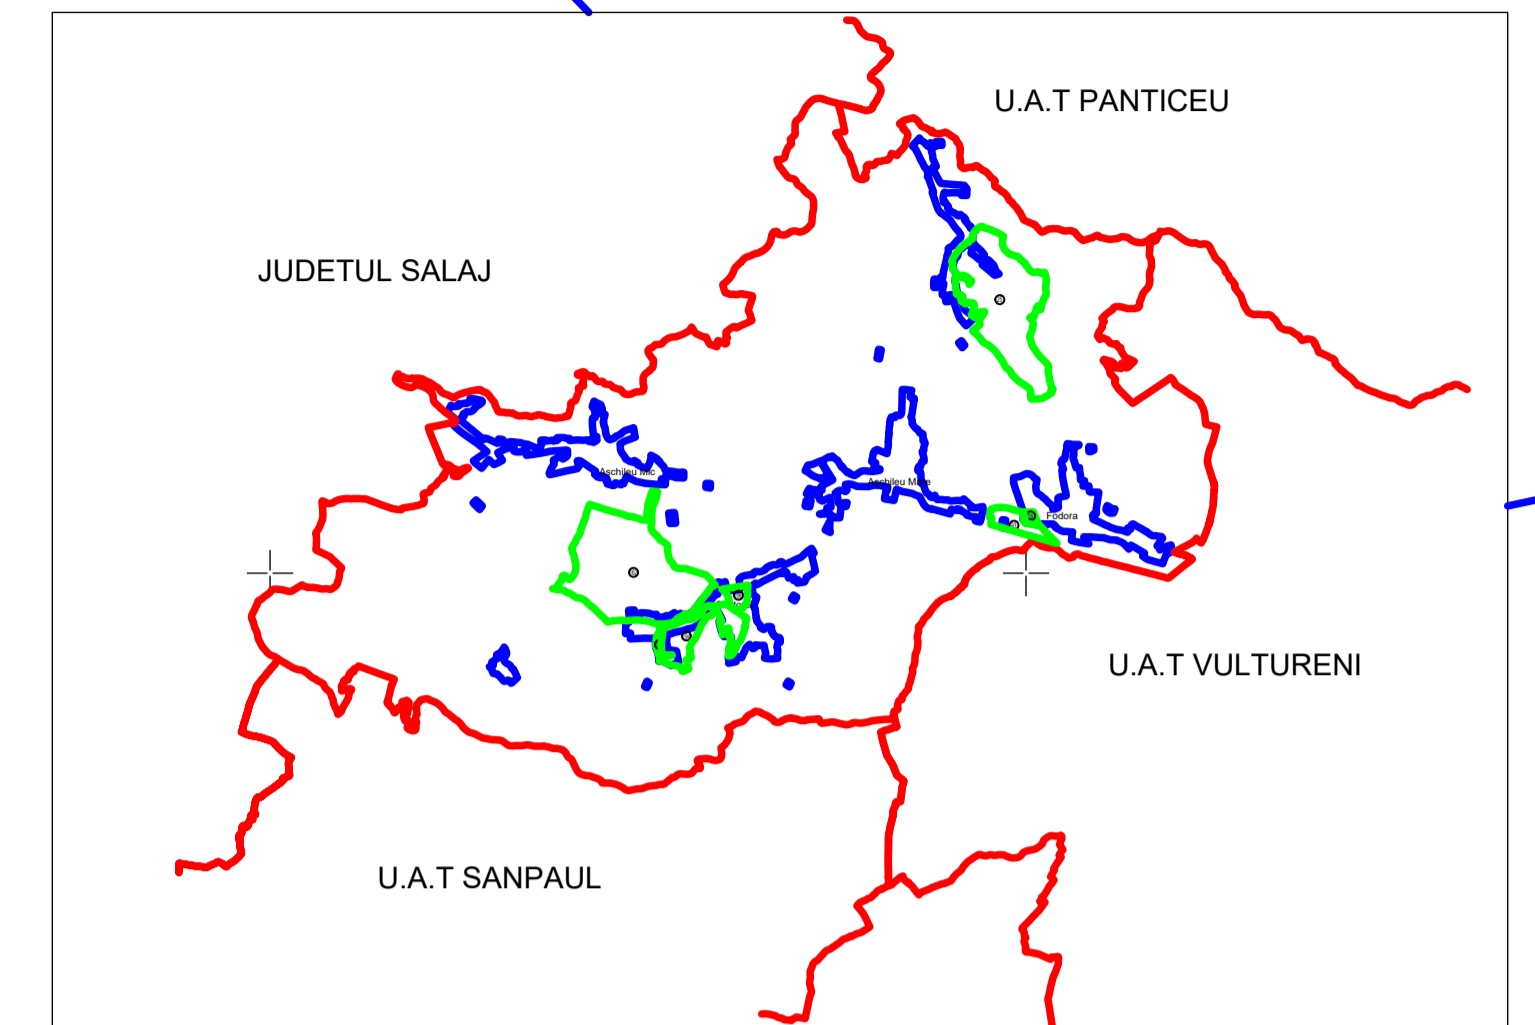 U.A.T PANTICEU
JUDETUL SALAJ
Aschileu Mic
Aschileu Mare
Fodora
U.A.T VULTURENI
U.A.T SANPAUL